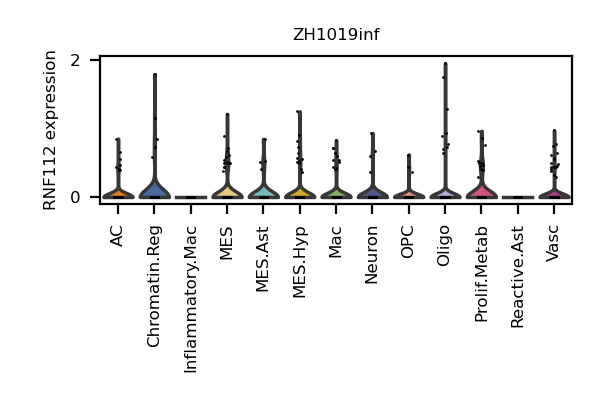 ZH1019inf
RNF112 expression
2
0
AC
Chromatin.Reg
Inflammatory.Mac
MES
MES.Ast
MES.Hyp
Mac
Neuron
OPC
Oligo
Prolif.Metab
Reactive.Ast
Vasc